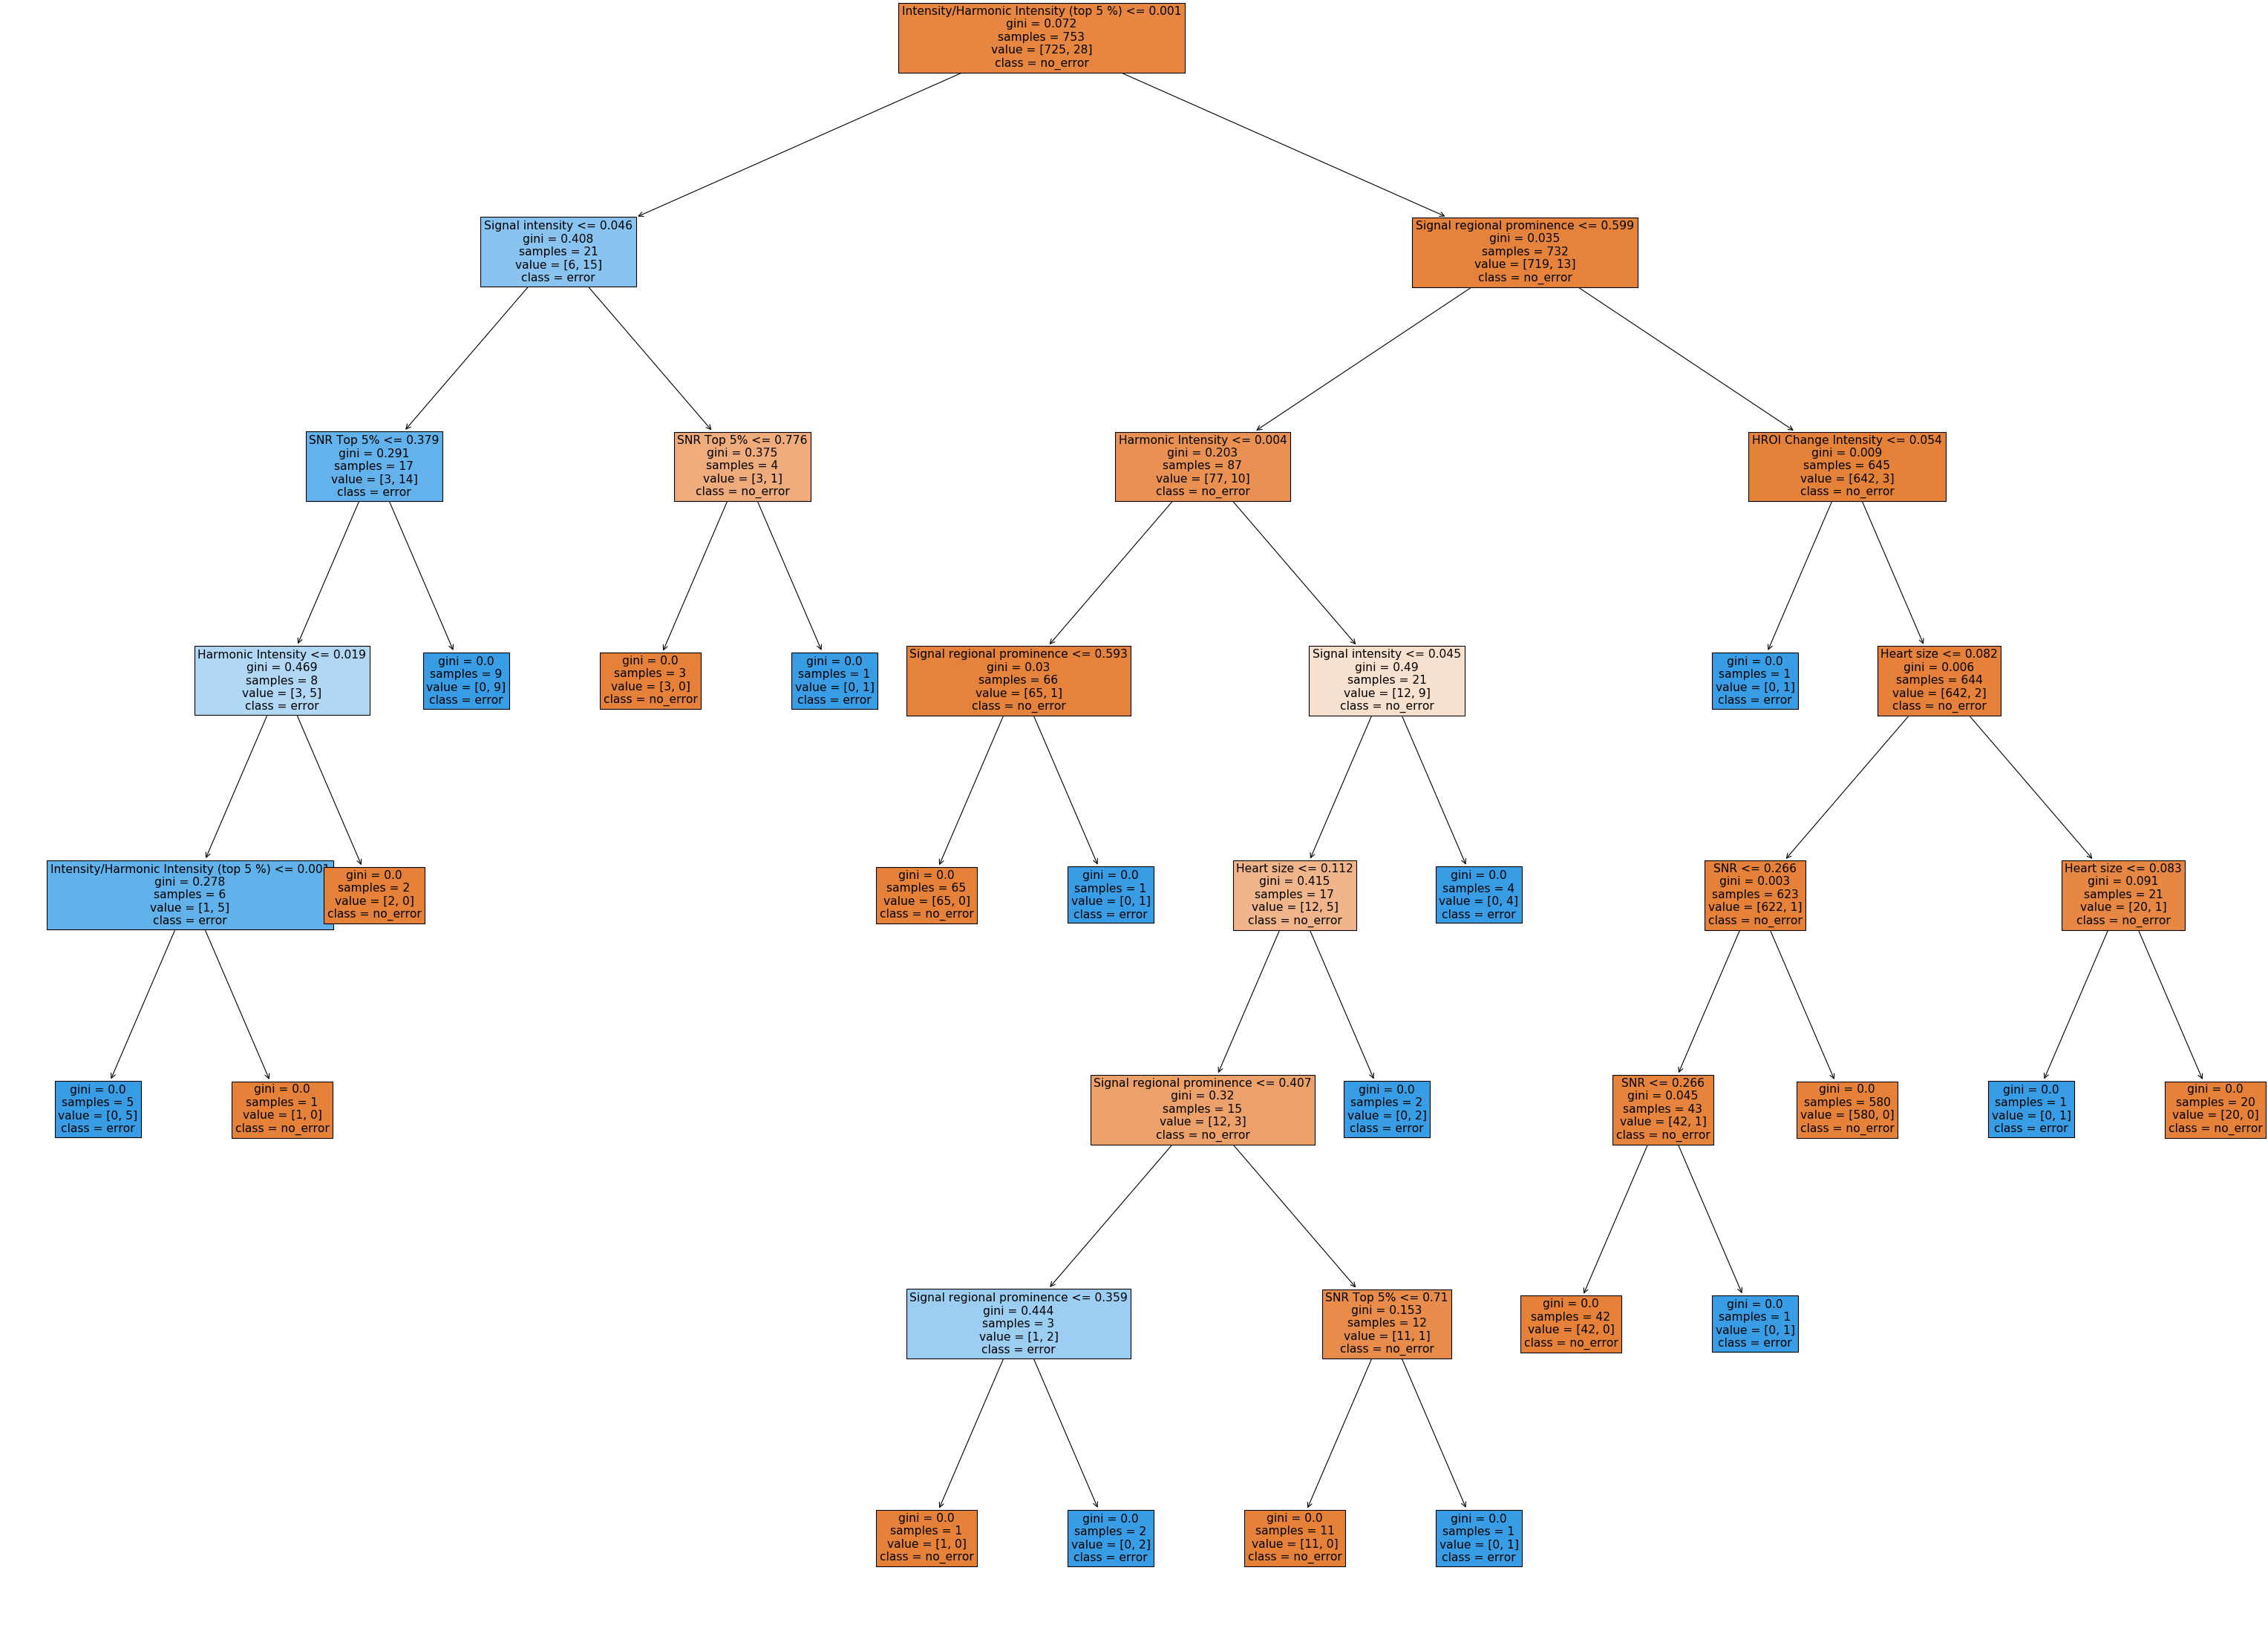 Intensity/Harmonic Intensity (top 5 %) <= 0.001
gini = 0.072
samples = 753
value = [725, 28]
class = no_error
Signal intensity <= 0.046
gini = 0.408
samples = 21
value = [6, 15]
class = error
Signal regional prominence <= 0.599
gini = 0.035
samples = 732
value = [719, 13]
class = no_error
SNR Top 5% <= 0.379
gini = 0.291
samples = 17
value = [3, 14]
class = error
SNR Top 5% <= 0.776
gini = 0.375
samples = 4
value = [3, 1]
class = no_error
Harmonic Intensity <= 0.004
gini = 0.203
samples = 87
value = [77, 10]
class = no_error
HROI Change Intensity <= 0.054
gini = 0.009
samples = 645
value = [642, 3]
class = no_error
Harmonic Intensity <= 0.019
gini = 0.469
samples = 8
value = [3, 5]
class = error
gini = 0.0
samples = 9
value = [0, 9]
class = error
gini = 0.0
samples = 3
value = [3, 0]
class = no_error
gini = 0.0
samples = 1
value = [0, 1]
class = error
Signal regional prominence <= 0.593
gini = 0.03
samples = 66
value = [65, 1]
class = no_error
Signal intensity <= 0.045
gini = 0.49
samples = 21
value = [12, 9]
class = no_error
gini = 0.0
samples = 1
value = [0, 1]
class = error
Heart size <= 0.082
gini = 0.006
samples = 644
value = [642, 2]
class = no_error
Intensity/Harmonic Intensity (top 5 %) <= 0.001
gini = 0.278
samples = 6
value = [1, 5]
class = error
gini = 0.0
samples = 2
value = [2, 0]
class = no_error
gini = 0.0
samples = 65
value = [65, 0]
class = no_error
gini = 0.0
samples = 1
value = [0, 1]
class = error
Heart size <= 0.112
gini = 0.415
samples = 17
value = [12, 5]
class = no_error
gini = 0.0
samples = 4
value = [0, 4]
class = error
SNR <= 0.266
gini = 0.003
samples = 623
value = [622, 1]
class = no_error
Heart size <= 0.083
gini = 0.091
samples = 21
value = [20, 1]
class = no_error
gini = 0.0
samples = 5
value = [0, 5]
class = error
gini = 0.0
samples = 1
value = [1, 0]
class = no_error
Signal regional prominence <= 0.407
gini = 0.32
samples = 15
value = [12, 3]
class = no_error
gini = 0.0
samples = 2
value = [0, 2]
class = error
SNR <= 0.266
gini = 0.045
samples = 43
value = [42, 1]
class = no_error
gini = 0.0
samples = 580
value = [580, 0]
class = no_error
gini = 0.0
samples = 1
value = [0, 1]
class = error
gini = 0.0
samples = 20
value = [20, 0]
class = no_error
Signal regional prominence <= 0.359
gini = 0.444
samples = 3
value = [1, 2]
class = error
SNR Top 5% <= 0.71
gini = 0.153
samples = 12
value = [11, 1]
class = no_error
gini = 0.0
samples = 42
value = [42, 0]
class = no_error
gini = 0.0
samples = 1
value = [0, 1]
class = error
gini = 0.0
samples = 1
value = [1, 0]
class = no_error
gini = 0.0
samples = 2
value = [0, 2]
class = error
gini = 0.0
samples = 11
value = [11, 0]
class = no_error
gini = 0.0
samples = 1
value = [0, 1]
class = error